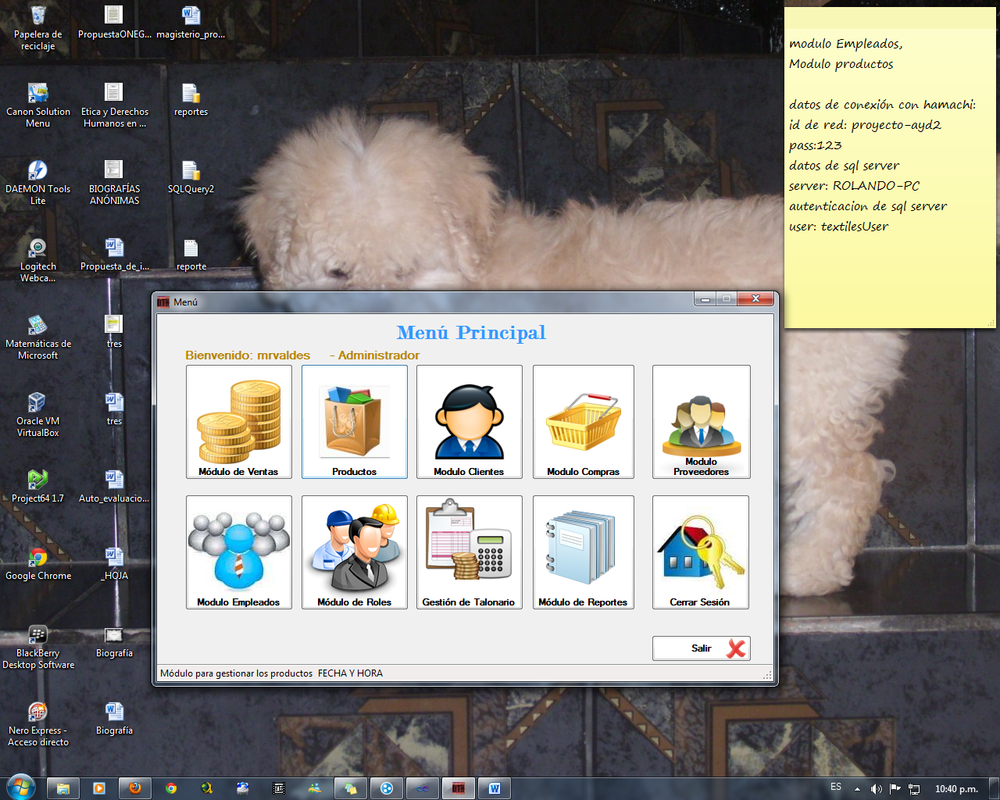 Papelera de
reciclaje
PropuestaONEG...
magisterio_pro...
Canon Solution
Menu
Etica y Derechos
Humanos en ...
reportes
DAEMON Tools
Lite
BIOGRAFÍAS
ANÓNIMAS
SQLQuery2
Logitech
Webca...
Propuesta_de_i...
reporte
Matemáticas de
Microsoft
tres
Oracle VM
VirtualBox
tres
Project64 1.7
Auto_evaluacio...
Google Chrome
_HOJA
BlackBerry
Desktop Software
Biografía
Nero Express -
Acceso directo
Biografía
modulo Empleados,
Modulo productos
datos de conexión con hamachi:
id de red: proyecto-ayd2
pass:123
datos de sql server
server: ROLANDO-PC
autenticacion de sql server
user: textilesUser
Menú
Menú Principal
Bienvenido: mrvaldes - Administrador
Módulo de Ventas
Productos
Modulo Clientes
Modulo Compras
Modulo
Proveedores
Modulo Empleados
Módulo de Roles
Gestión de Talonario
Módulo de Reportes
Cerrar Sesión
Salir
Módulo para gestionar los productos FECHA Y HORA
ES
10:40 p.m.